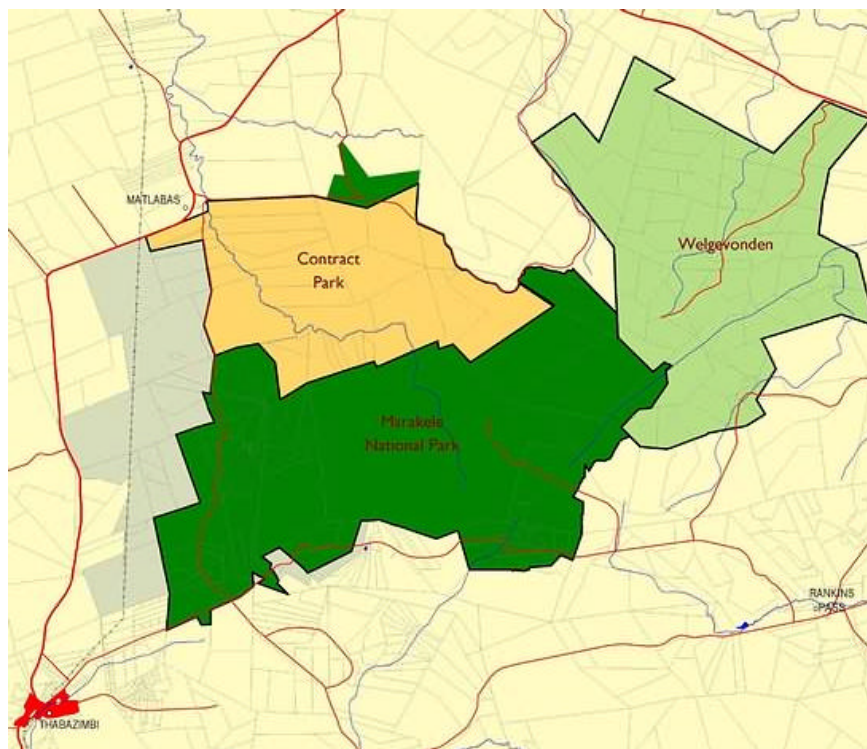 MATLABAS
Contract
Park
Welgevonden
Marakele
National Park
RANKINS
PASS
THABAZIMBI